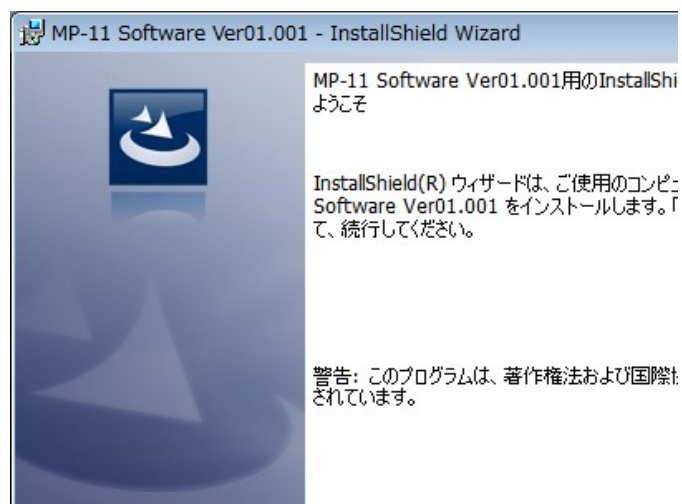 MP-11 Software Ver01.001 - InstallShield Wizard
MP-11 Software Ver01.001用のInstallShi
ようこそ
InstallShield(R) ウィザードは、ご使用のコンピュ
Software Ver01.001 をインストールします。「
て、続行してください。
警告: このプログラムは、著作権法および国際
されています。